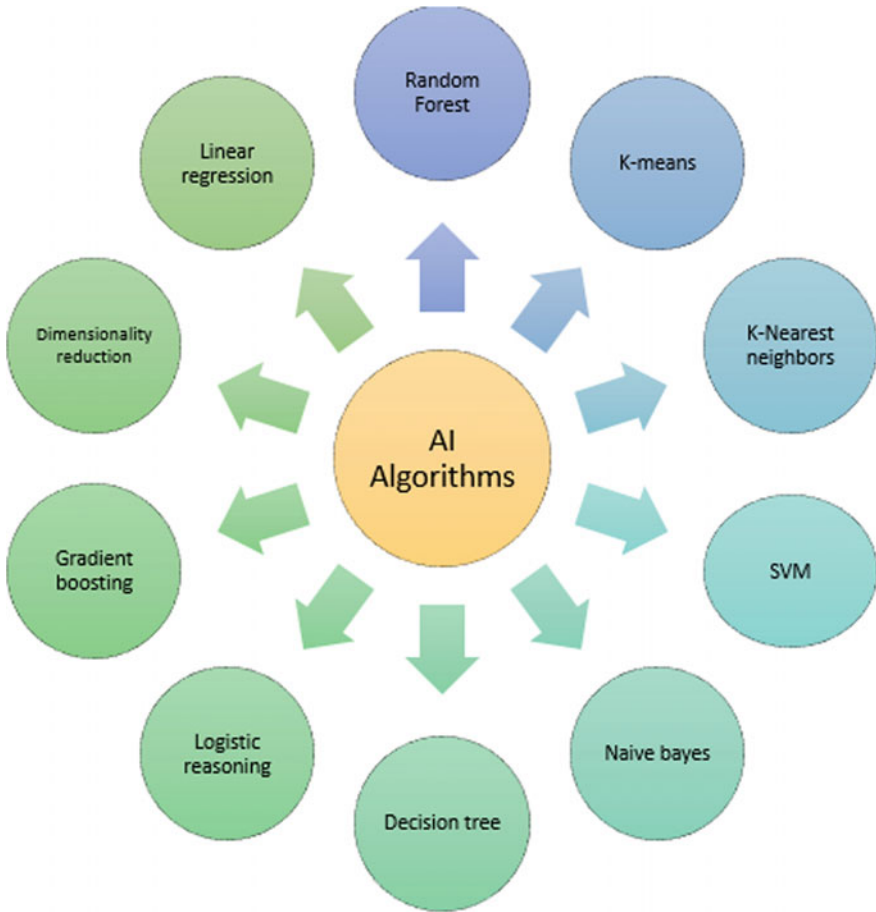 Random
Forest
K-means
K-Nearest
neighbors
SVM
Naive bayes
Decision tree
Logistic
reasoning
Gradient
boosting
Dimensionality
reduction
Linear
regression
AI
Algorithms